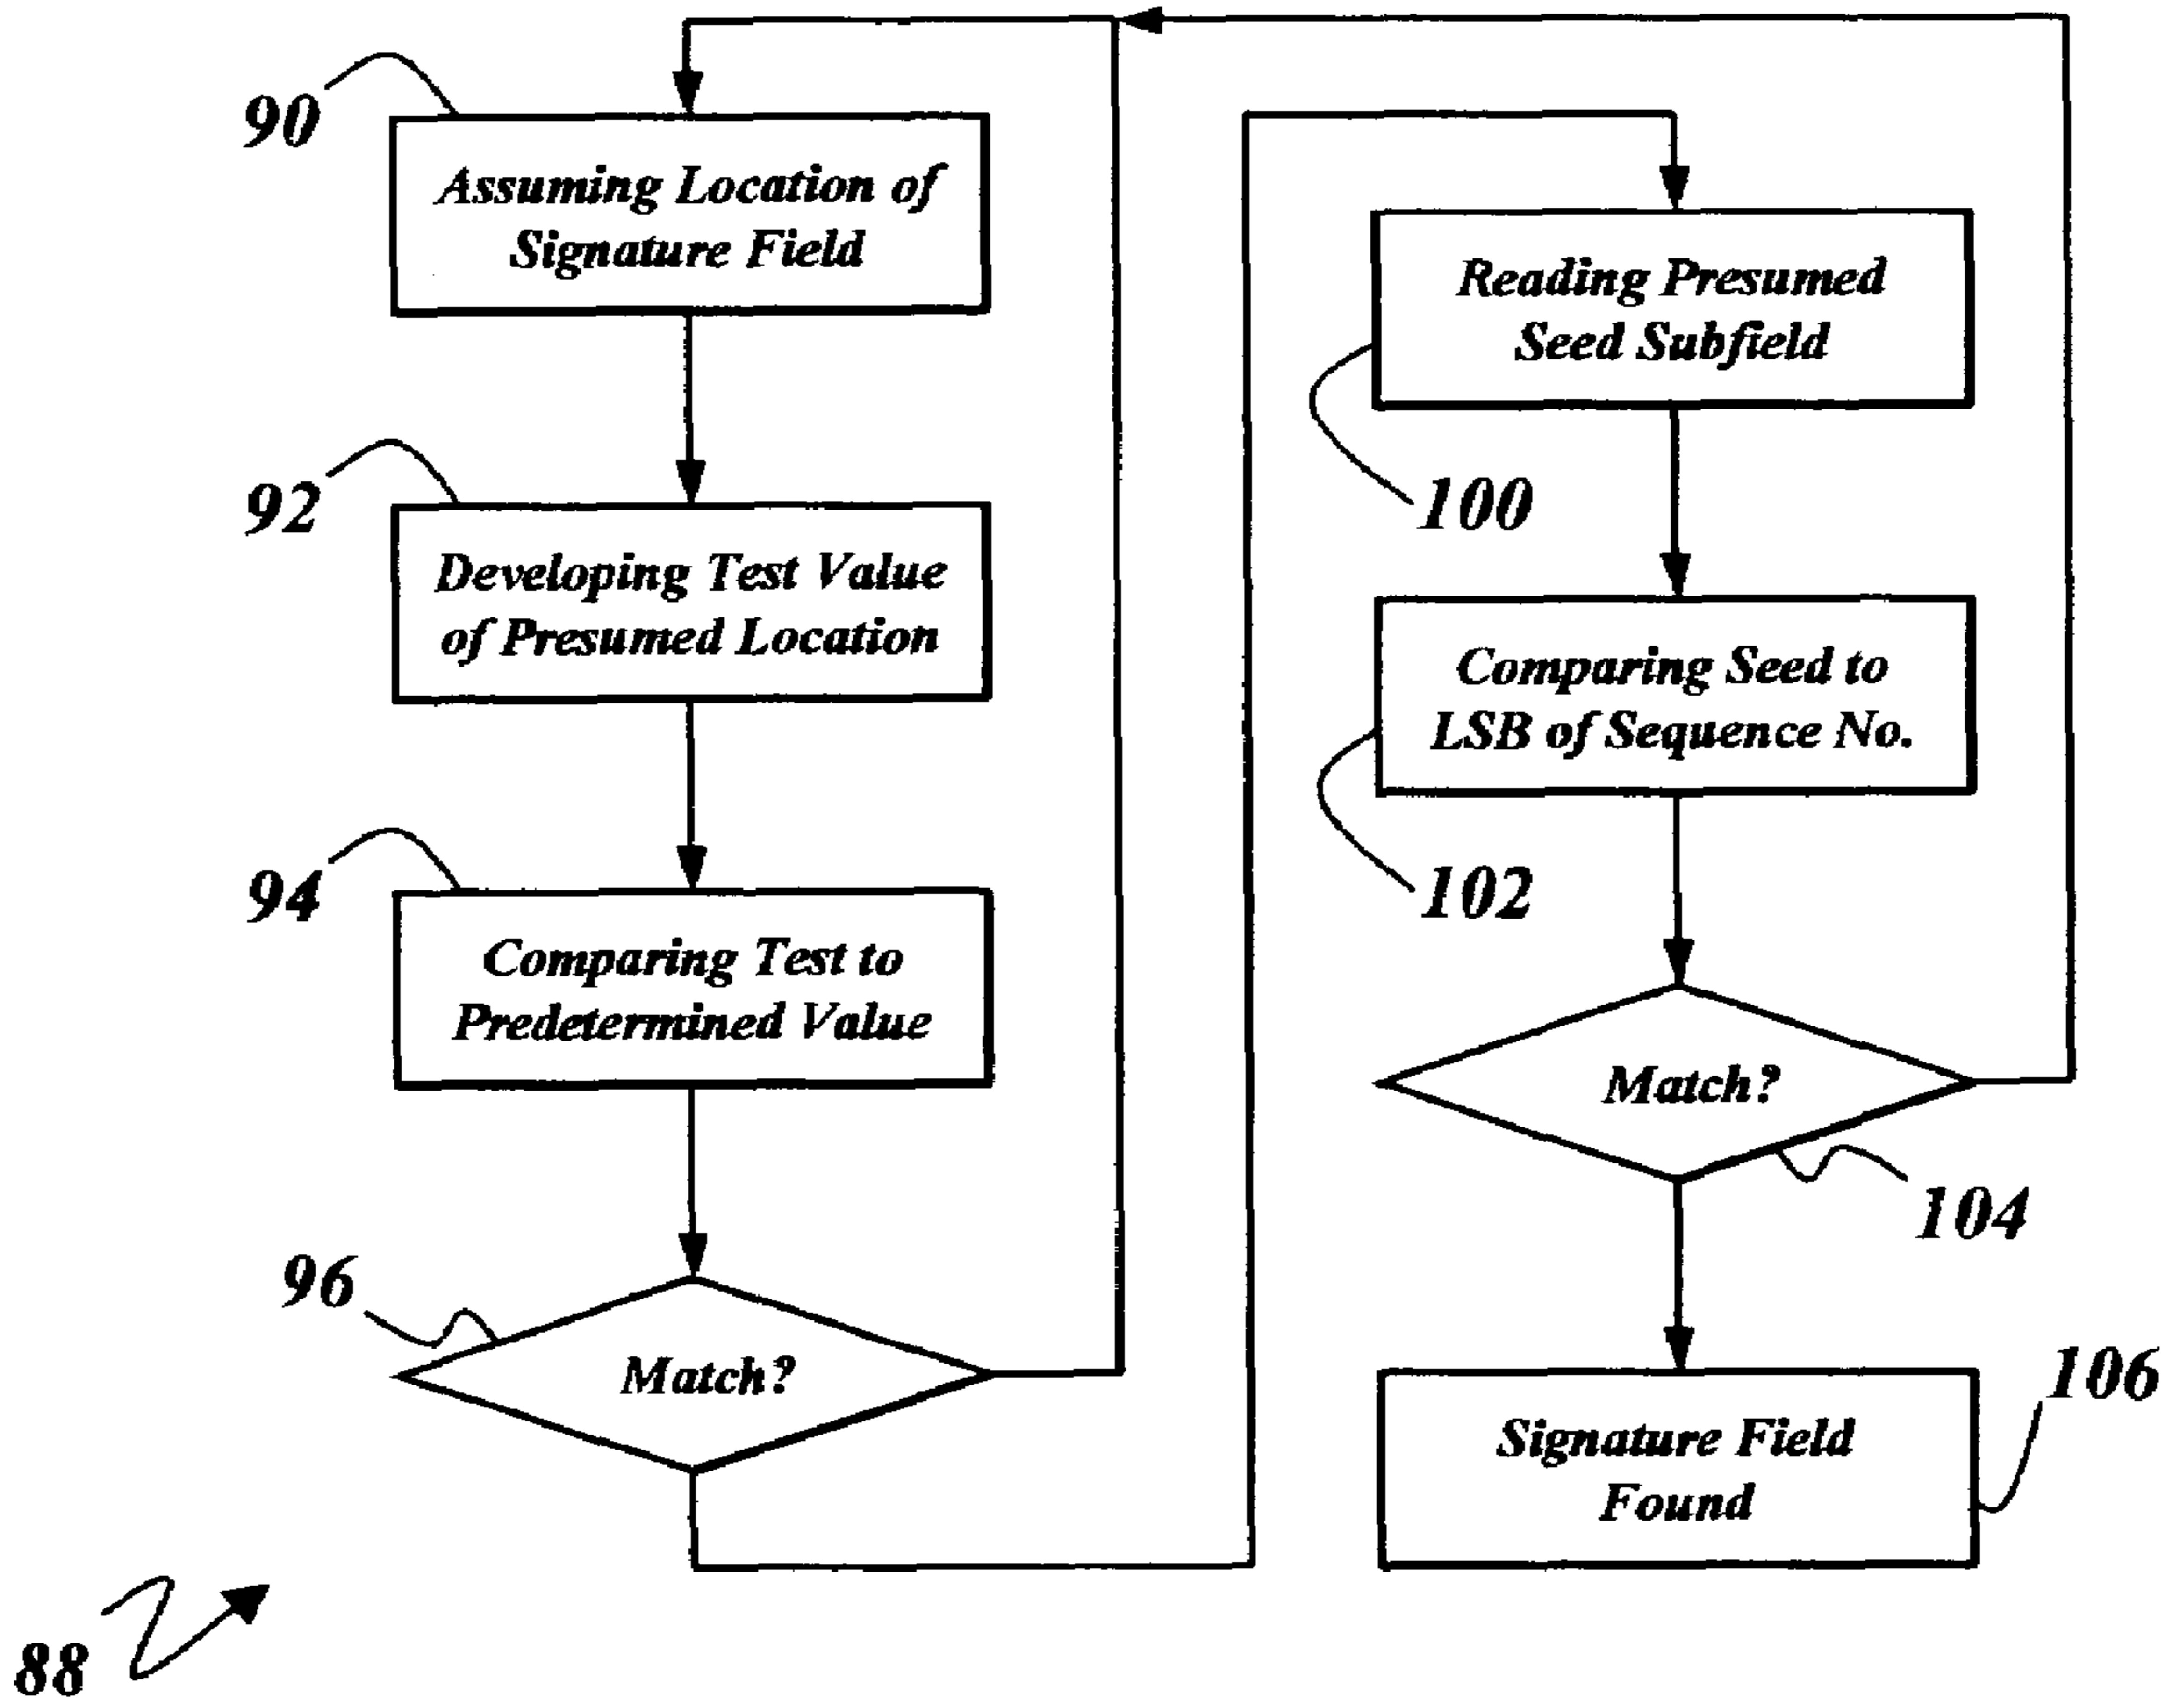 90
Assuming Location of
Signature Field
92
Developing Test Value
of Presumed Location
94
Comparing Test to
Predetermined Value
96
Match?
Reading Presumed
Seed Subfield
100
Comparing Seed to
LSB of Sequence No.
102
Match?
104
Signature Field
Found
106
88